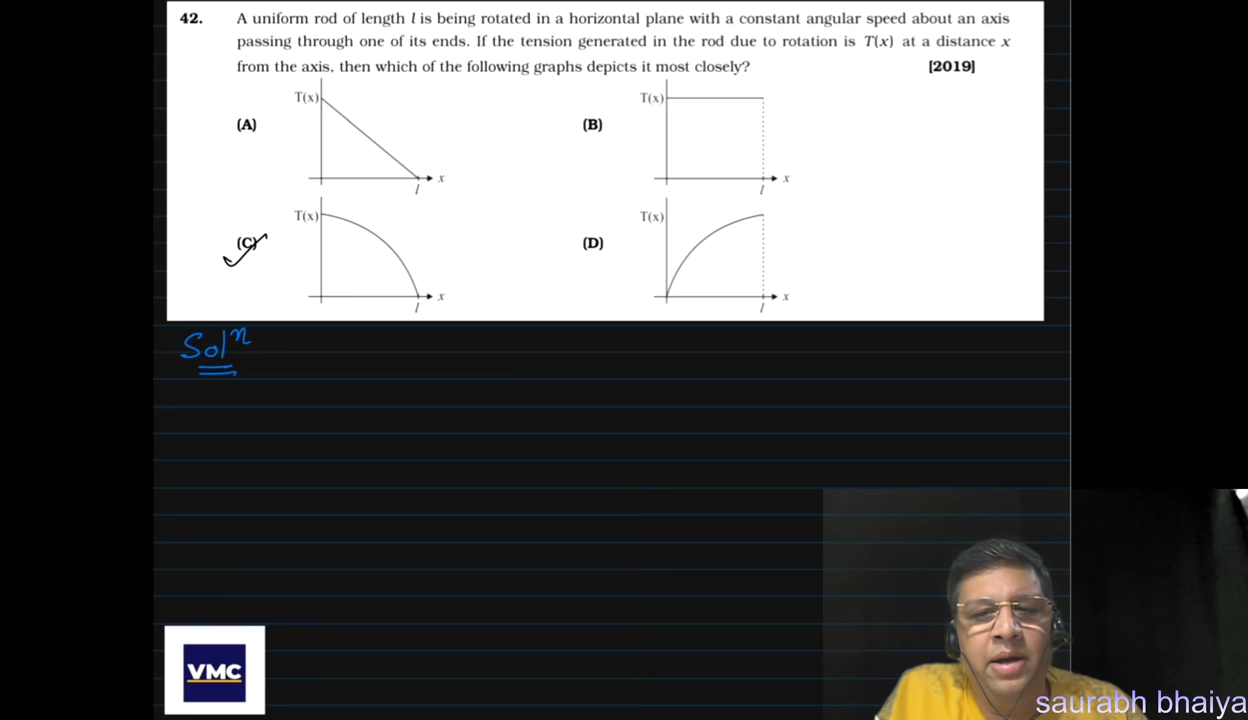 42. A uniform rod of length l is being rotated in a horizontal plane with a constant angular speed about an axis
passing through one of its ends. If the tension generated in the rod due to rotation is T(x) at a distance x
from the axis, then which of the following graphs depicts it most closely? [2019]
T(x) T(x)
(A) (B)
x x
l l
T(x) T(x)
(C) (D)
x x
l l
Solⁿ
VMC
saurabh bhaiya